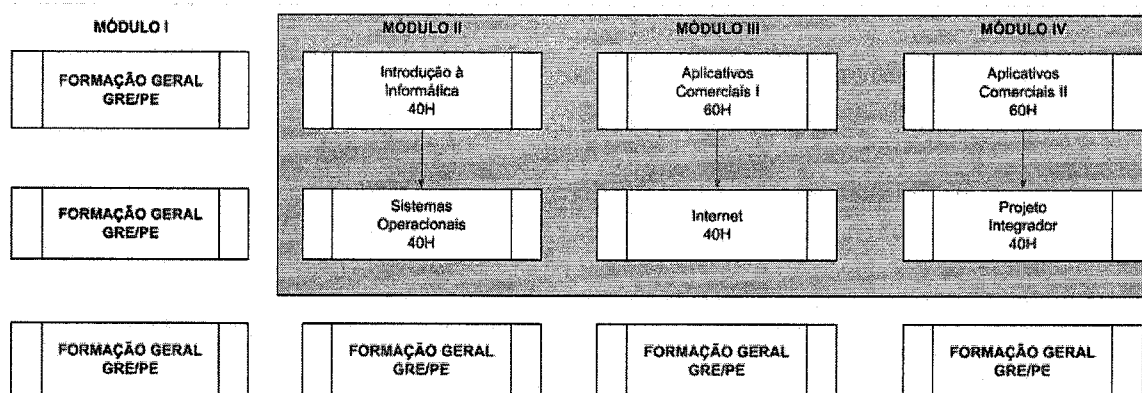 MÓDULO I
MÓDULO II
MÓDULO III
MÓDULO IV
FORMAÇÃO GERAL
GRE/PE
Introdução à
Informática
40H
Aplicativos
Comerciais I
60H
Aplicativos
Comerciais II
60H
FORMAÇÃO GERAL
GRE/PE
Sistemas
Operacionais
40H
Internet
40H
Projeto
Integrador
40H
FORMAÇÃO GERAL
GRE/PE
FORMAÇÃO GERAL
GRE/PE
FORMAÇÃO GERAL
GRE/PE
FORMAÇÃO GERAL
GRE/PE